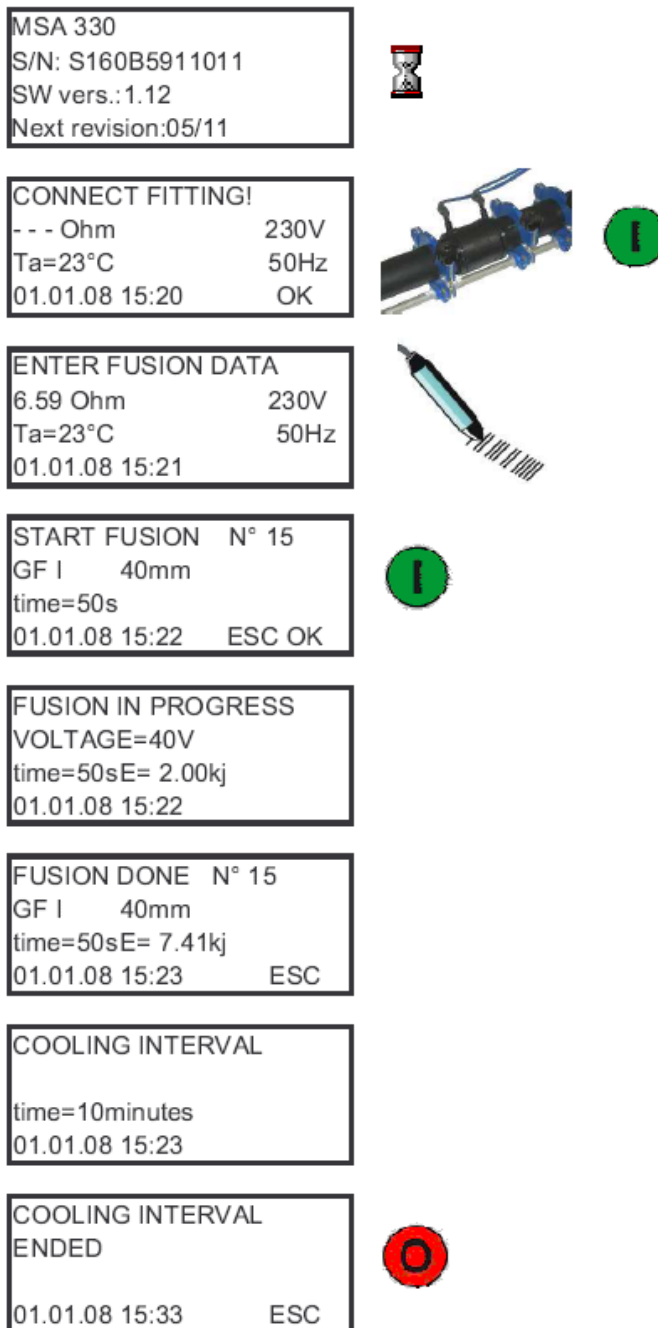 MSA 330
S/N: S160B5911011
SW vers.:1.12
Next revision:05/11
CONNECT FITTING!
- - - Ohm 230V
Ta=23°C 50Hz
01.01.08 15:20 OK
I
ENTER FUSION DATA
6.59 Ohm 230V
Ta=23°C 50Hz
01.01.08 15:21
START FUSION N° 15
GF I 40mm
time=50s
01.01.08 15:22 ESC OK
I
FUSION IN PROGRESS
VOLTAGE=40V
time=50sE= 2.00kj
01.01.08 15:22
FUSION DONE N° 15
GF I 40mm
time=50sE= 7.41kj
01.01.08 15:23 ESC
COOLING INTERVAL
time=10minutes
01.01.08 15:23
COOLING INTERVAL
ENDED
O
01.01.08 15:33 ESC